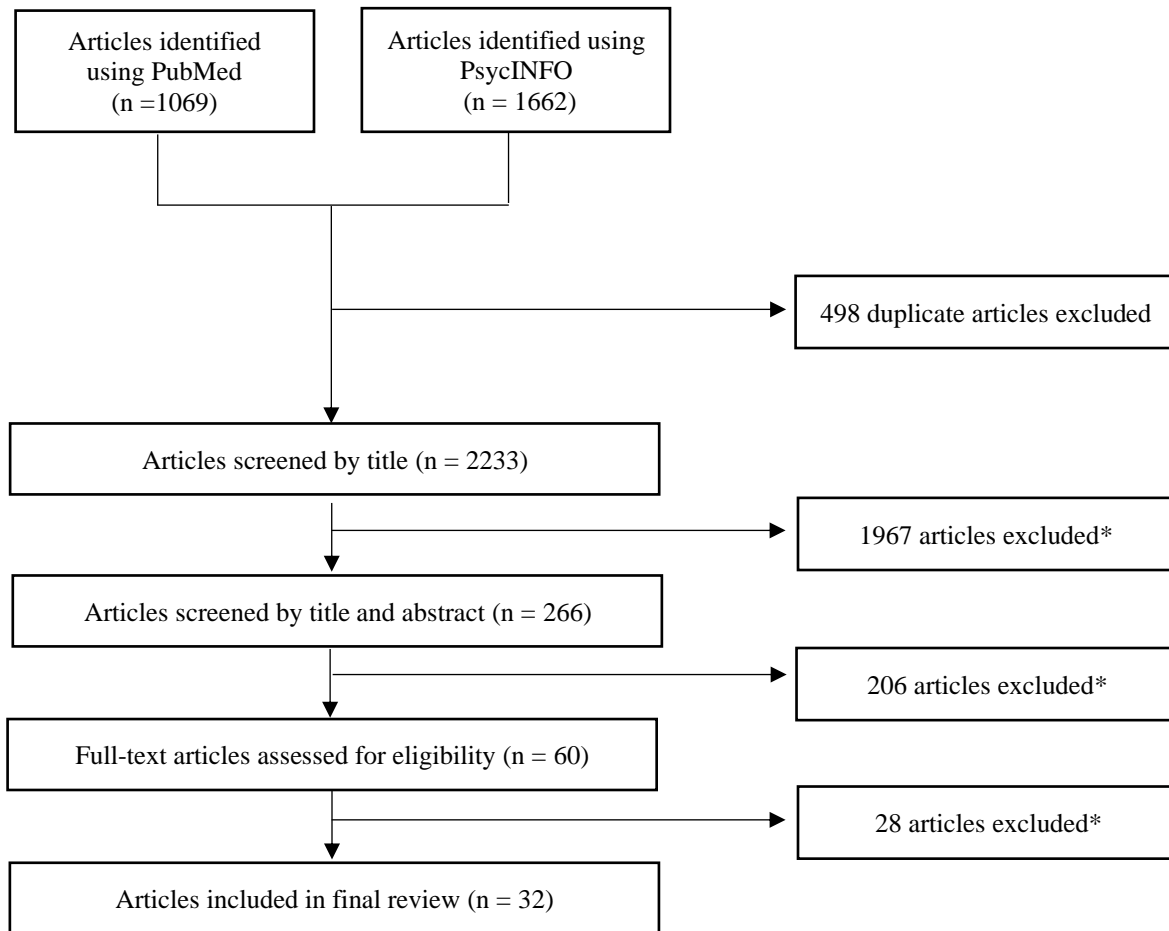 Articles identified
using PubMed
(n =1069)
Articles identified using
PsycINFO
(n = 1662)
498 duplicate articles excluded
Articles screened by title (n = 2233)
1967 articles excluded*
Articles screened by title and abstract (n = 266)
206 articles excluded*
Full-text articles assessed for eligibility (n = 60)
28 articles excluded*
Articles included in final review (n = 32)